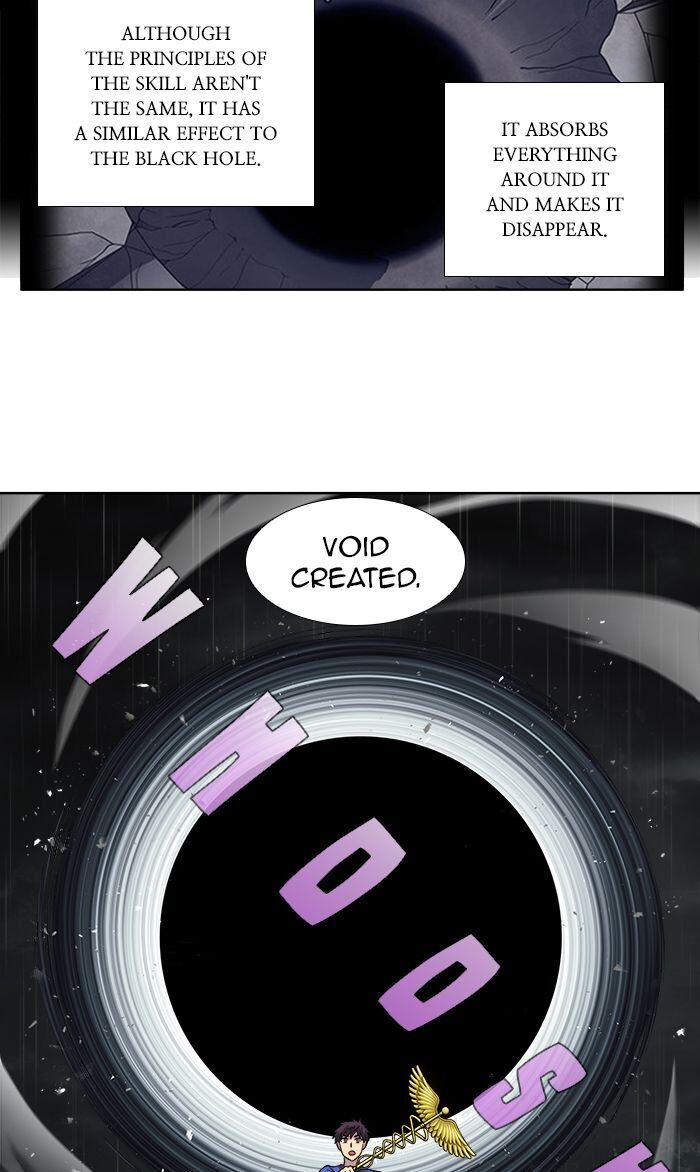 ALTHOUGH
THE PRINCIPLES OF
THE SKILL AREN'T
THE SAME, IT HAS
A SIMILAR EFFECT TO
THE BLACK HOLE.
IT ABSORBS
EVERYTHING
AROUND IT
AND MAKES IT
DISAPPEAR.
VOID
CREATED.
WHOOS